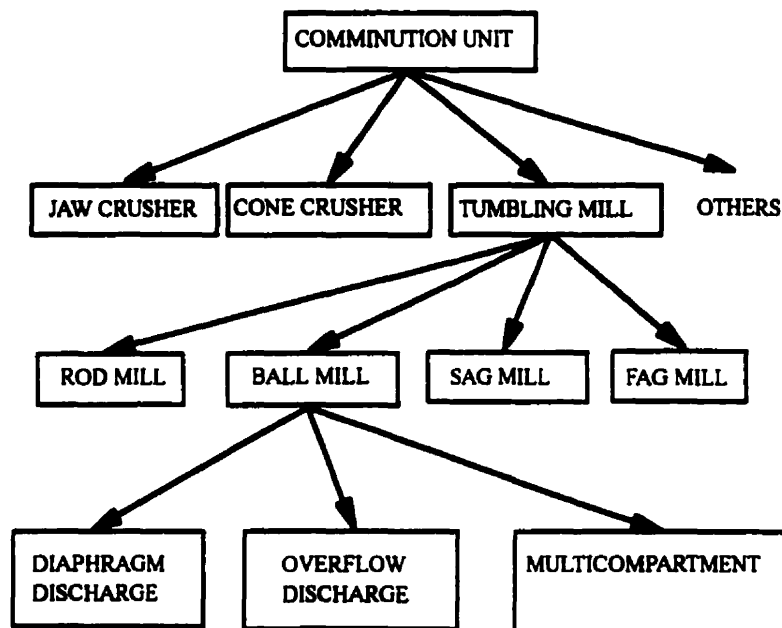 COMMINUTION UNIT
JAW CRUSHER
CONE CRUSHER
TUMBLING MILL
OTHERS
ROD MILL
BALL MILL
SAG MILL
FAG MILL
DIAPHRAGM
DISCHARGE
OVERFLOW
DISCHARGE
MULTICOMPARTMENT